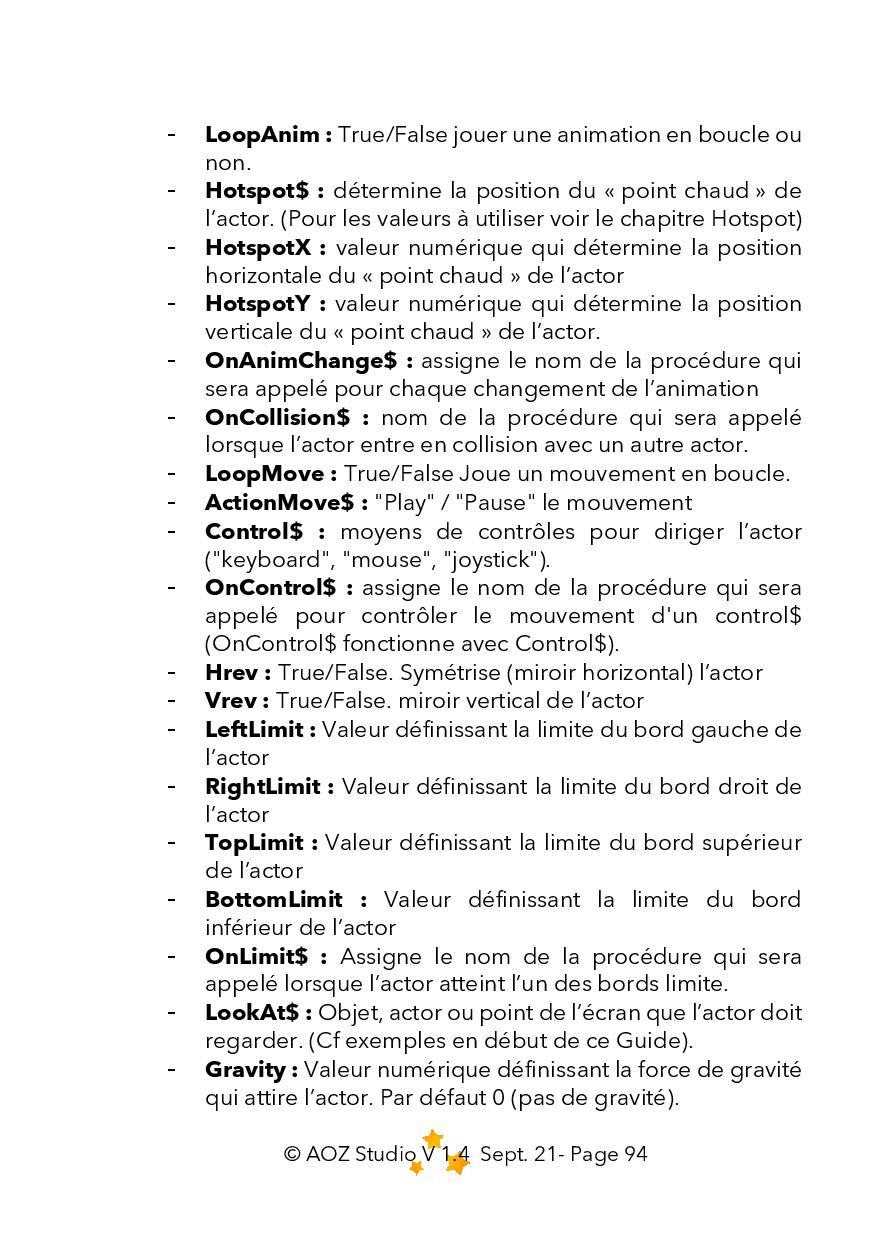 - LoopAnim : True/False jouer une animation en boucle ou
non.
- Hotspot$ : détermine la position du « point chaud » de
l’actor. (Pour les valeurs à utiliser voir le chapitre Hotspot)
- HotspotX : valeur numérique qui détermine la position
horizontale du « point chaud » de l’actor
- HotspotY : valeur numérique qui détermine la position
verticale du « point chaud » de l’actor.
- OnAnimChange$ : assigne le nom de la procédure qui
sera appelé pour chaque changement de l’animation
- OnCollision$ : nom de la procédure qui sera appelé
lorsque l’actor entre en collision avec un autre actor.
- LoopMove : True/False Joue un mouvement en boucle.
- ActionMove$ : "Play" / "Pause" le mouvement
- Control$ : moyens de contrôles pour diriger l’actor
("keyboard", "mouse", "joystick").
- OnControl$ : assigne le nom de la procédure qui sera
appelé pour contrôler le mouvement d'un control$
(OnControl$ fonctionne avec Control$).
- Hrev : True/False. Symétrise (miroir horizontal) l’actor
- Vrev : True/False. miroir vertical de l’actor
- LeftLimit : Valeur définissant la limite du bord gauche de
l’actor
- RightLimit : Valeur définissant la limite du bord droit de
l’actor
- TopLimit : Valeur définissant la limite du bord supérieur
de l’actor
- BottomLimit : Valeur définissant la limite du bord
inférieur de l’actor
- OnLimit$ : Assigne le nom de la procédure qui sera
appelé lorsque l’actor atteint l’un des bords limite.
- LookAt$ : Objet, actor ou point de l’écran que l’actor doit
regarder. (Cf exemples en début de ce Guide).
- Gravity : Valeur numérique définissant la force de gravité
qui attire l’actor. Par défaut 0 (pas de gravité).
© AOZ Studio V 1.4 Sept. 21- Page 94